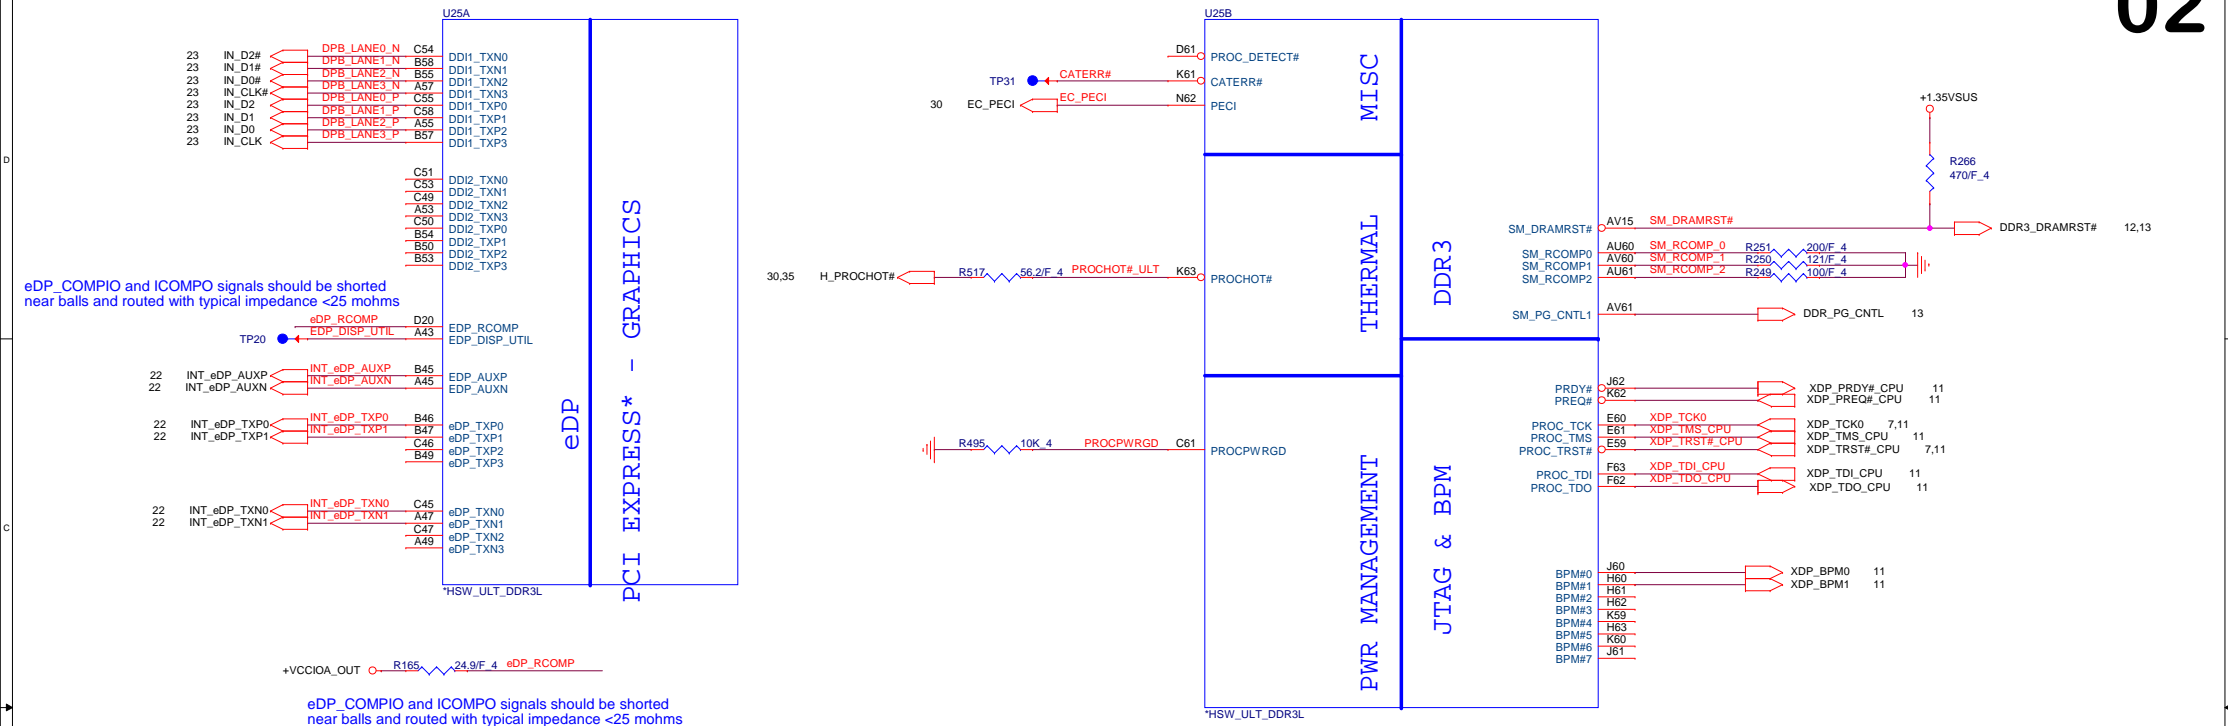 02
U25A
23 IN_D2# DPB_LANE0_N C54 DDI1_TXN0
23 IN_D1# DPB_LANE1_N B58 DDI1_TXN1
23 IN_D0# DPB_LANE2_N B55 DDI1_TXN2
23 IN_CLK# DPB_LANE3_N A57 DDI1_TXN3
23 IN_D2 DPB_LANE0_P C55 DDI1_TXP0
23 IN_D1 DPB_LANE1_P C58 DDI1_TXP1
23 IN_D0 DPB_LANE2_P A55 DDI1_TXP2
23 IN_CLK DPB_LANE3_P B57 DDI1_TXP3
D
C51 DDI2_TXN0
C53 DDI2_TXN1
C49 DDI2_TXN2
A53 DDI2_TXN3
C50 DDI2_TXP0
B54 DDI2_TXP1
B50 DDI2_TXP2
B53 DDI2_TXP3
eDP_COMPIO and ICOMPO signals should be shorted
near balls and routed with typical impedance <25 mohms
eDP_RCOMP D20 EDP_RCOMP
TP20 EDP_DISP_UTIL A43 EDP_DISP_UTIL
22 INT_eDP_AUXP INT_eDP_AUXP B45 EDP_AUXP
22 INT_eDP_AUXN INT_eDP_AUXN A45 EDP_AUXN
22 INT_eDP_TXP0 INT_eDP_TXP0 B46 eDP_TXP0
22 INT_eDP_TXP1 INT_eDP_TXP1 B47 eDP_TXP1
C46 eDP_TXP2
B49 eDP_TXP3
22 INT_eDP_TXN0 INT_eDP_TXN0 C45 eDP_TXN0
22 INT_eDP_TXN1 INT_eDP_TXN1 A47 eDP_TXN1
C47 eDP_TXN2
A49 eDP_TXN3
C
eDP
PCI EXPRESS* - GRAPHICS
*HSW_ULT_DDR3L
+VCCIOA_OUT R165 24.9/F_4 eDP_RCOMP
eDP_COMPIO and ICOMPO signals should be shorted
near balls and routed with typical impedance <25 mohms
U25B
D61 PROC_DETECT#
TP31 CATERR# K61 CATERR#
30 EC_PECI EC_PECI N62 PECI
MISC
30,35 H_PROCHOT# R517 56.2/F_4 PROCHOT#_ULT K63 PROCHOT#
THERMAL
R495 10K_4 PROCPWRGD C61 PROCPWRGD
PWR MANAGEMENT
DDR3
+1.35VSUS
R266
470/F_4
SM_DRAMRST# AV15 SM_DRAMRST# DDR3_DRAMRST# 12,13
SM_RCOMP0 AU60 SM_RCOMP_0 R251 200/F_4
SM_RCOMP1 AV60 SM_RCOMP_1 R250 121/F_4
SM_RCOMP2 AU61 SM_RCOMP_2 R249 100/F_4
SM_PG_CNTL1 AV61 DDR_PG_CNTL 13
JTAG & BPM
PRDY# J62 XDP_PRDY#_CPU 11
PREQ# K62 XDP_PREQ#_CPU 11
PROC_TCK E60 XDP_TCK0 XDP_TCK0 7,11
PROC_TMS E61 XDP_TMS_CPU XDP_TMS_CPU 11
PROC_TRST# E59 XDP_TRST#_CPU XDP_TRST#_CPU 7,11
PROC_TDI F63 XDP_TDI_CPU XDP_TDI_CPU 11
PROC_TDO F62 XDP_TDO_CPU XDP_TDO_CPU 11
BPM#0 J60 XDP_BPM0 11
BPM#1 H60 XDP_BPM1 11
BPM#2 H61
BPM#3 H62
BPM#4 K59
BPM#5 H63
BPM#6 K60
BPM#7 J61
*HSW_ULT_DDR3L